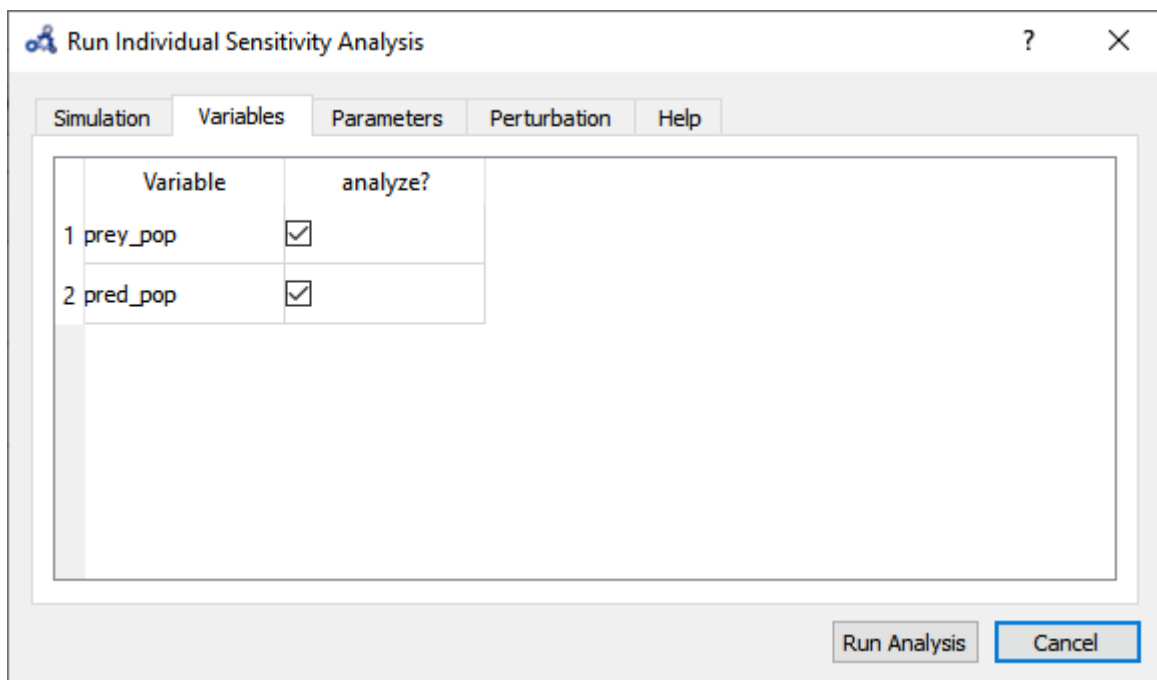 Run Individual Sensitivity Analysis ?
Simulation Variables Parameters Perturbation Help
Variable analyze?
1 prey_pop
2 pred_pop
Run Analysis Cancel